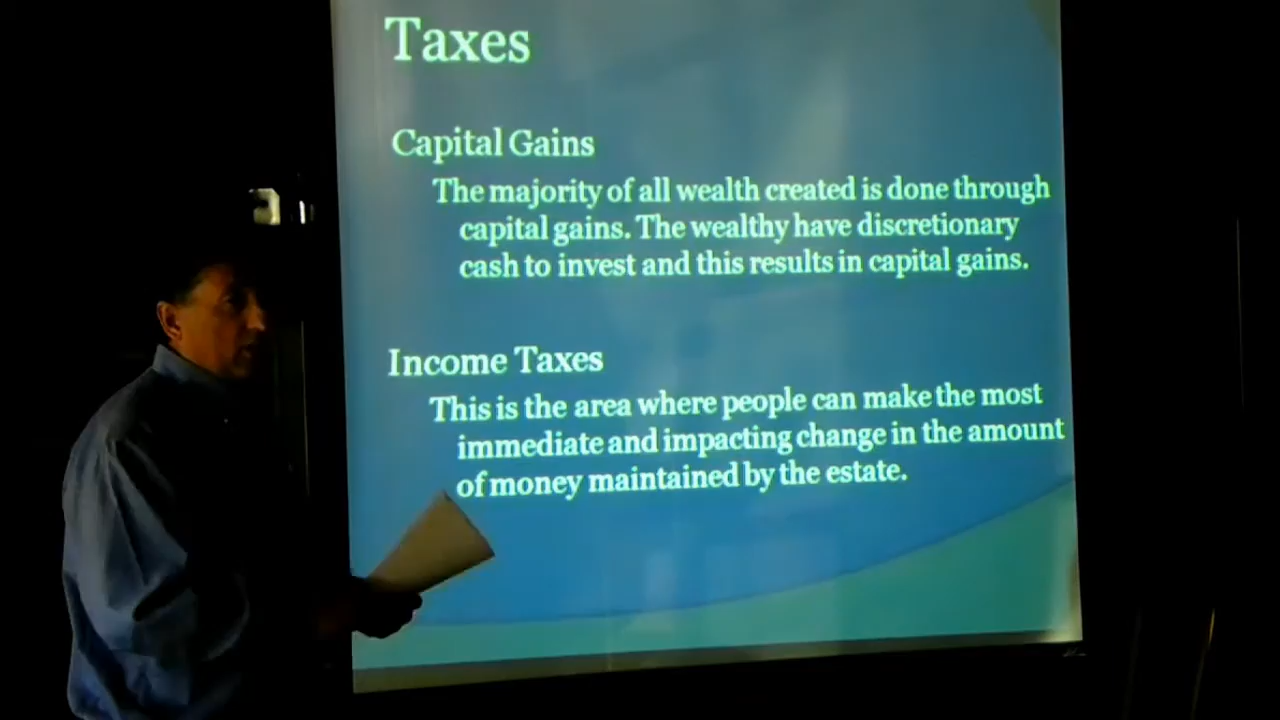 Taxes
Capital Gains
The majority of all wealth created is done through
capital gains. The wealthy have discretionary
cash to invest and this results in capital gains.
Income Taxes
This is the area where people can make the most
immediate and impacting change in the amount
of money maintained by the estate.